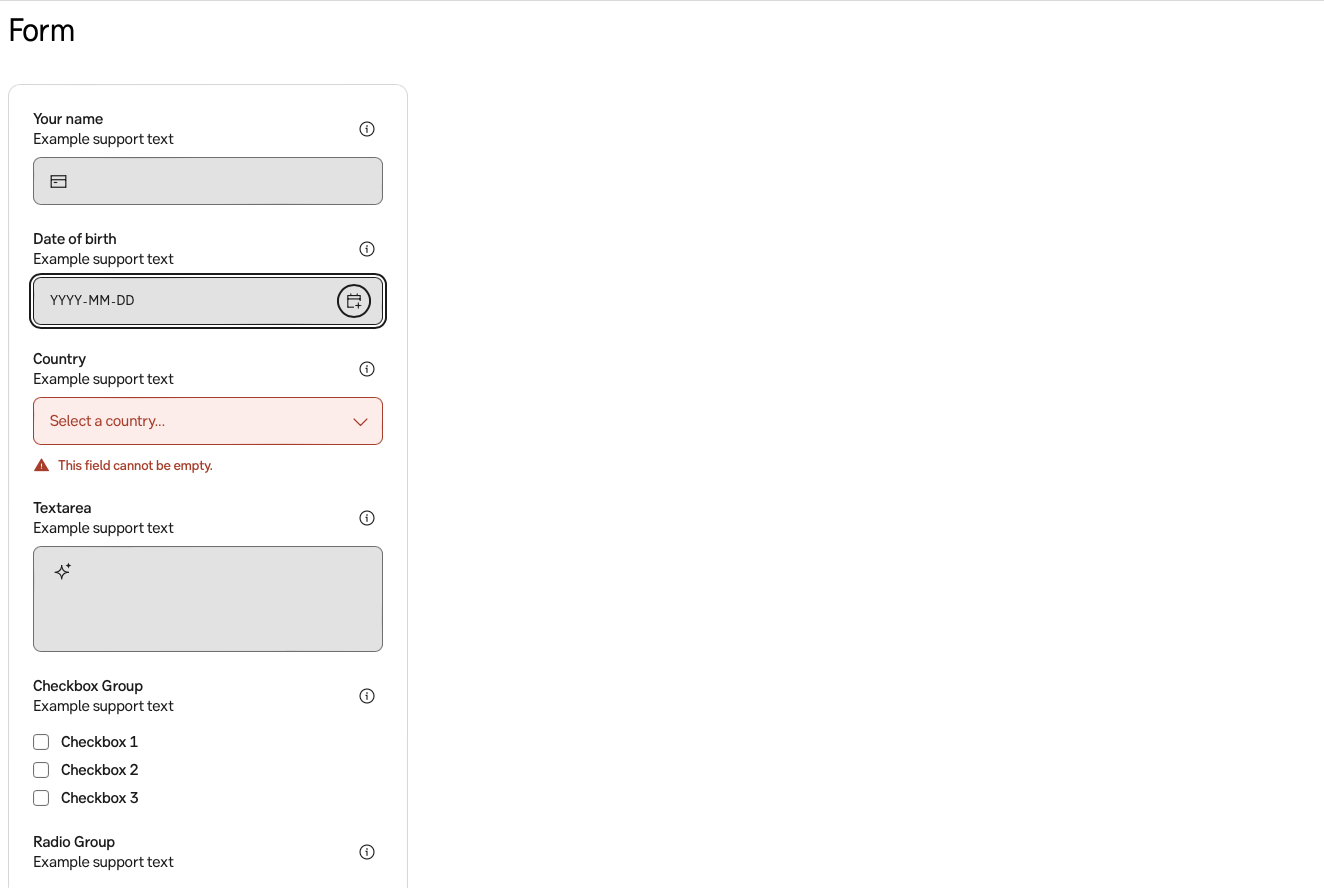 Form
Your name
Example support text
Date of birth
Example support text
YYYY-MM-DD
Country
Example support text
Select a country...
This field cannot be empty.
Textarea
Example support text
Checkbox Group
Example support text
Checkbox 1
Checkbox 2
Checkbox 3
Radio Group
Example support text